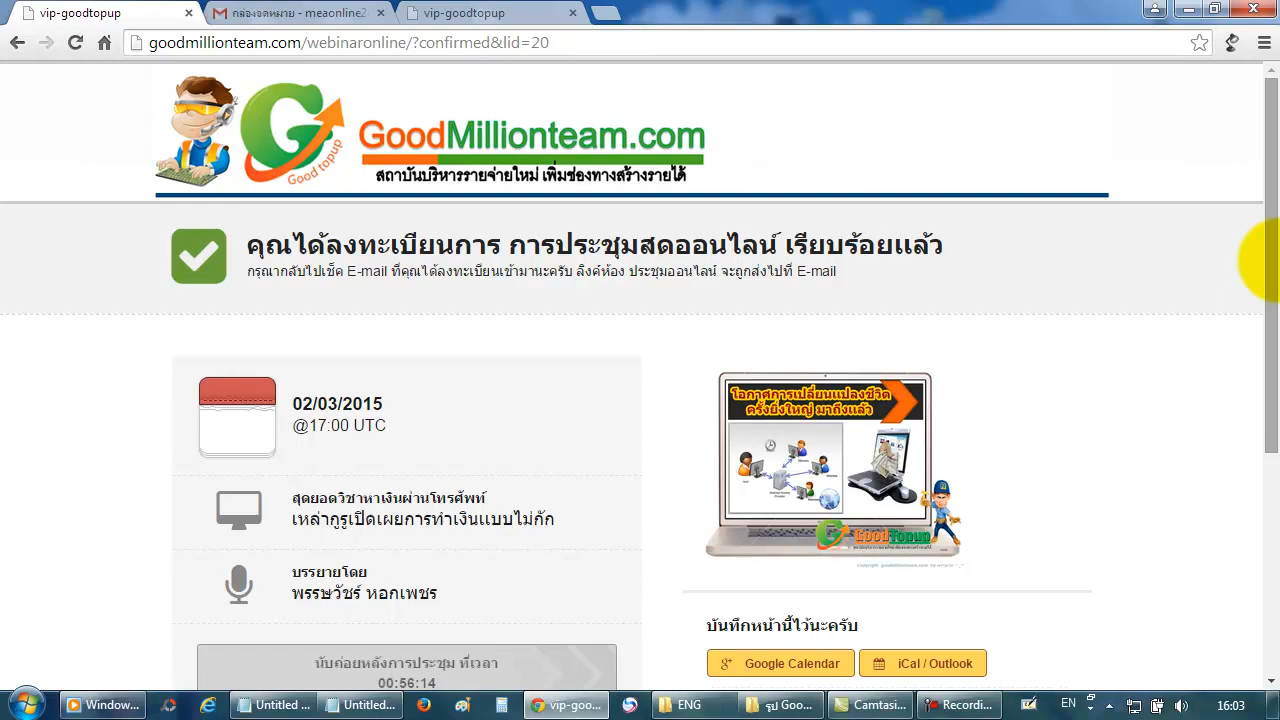 vip-goodtopup
กล่องจดหมาย - meaonline2
vip-goodtopup
goodmillionteam.com/webinaronline/?confirmed&lid=20
G
Good topup
GoodMillionteam.com
สถาบันบริหารรายจ่ายใหม่ เพิ่มช่องทางสร้างรายได้
คุณได้ลงทะเบียนการ การประชุมสดออนไลน์ เรียบร้อยแล้ว
กรุณากลับไปเช็ค E-mail ที่คุณได้ลงทะเบียนเข้ามานะครับ ลิงค์ห้อง ประชุมออนไลน์ จะถูกส่งไปที่ E-mail
02/03/2015
@17:00 UTC
สุดยอดวิชาหาเงินผ่านโทรศัพท์
เหล่ากูรูเปิดเผยการทำเงินแบบไม่กัก
บรรยายโดย
พรรษวัชร์ หอกเพชร
นับถ่อยหลังการประชุม ที่เวลา
00:56:14
โอกาศการเปลี่ยนแปลงชีวิต
ครั้งยิ่งใหญ่ มาถึงแล้ว
GoodTopup
บันทึกหน้านี้ไว้นะครับ
Google Calendar
iCal / Outlook
Window...
Untitled ...
Untitled...
vip-goo...
ENG
รูป Goo...
Camtasi...
Recordi...
EN
16:03